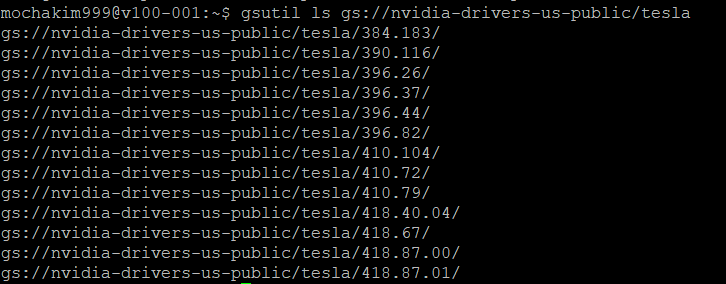 mochakim999@v100-001:~$ gsutil ls gs://nvidia-drivers-us-public/tesla
gs://nvidia-drivers-us-public/tesla/384.183/
gs://nvidia-drivers-us-public/tesla/390.116/
gs://nvidia-drivers-us-public/tesla/396.26/
gs://nvidia-drivers-us-public/tesla/396.37/
gs://nvidia-drivers-us-public/tesla/396.44/
gs://nvidia-drivers-us-public/tesla/396.82/
gs://nvidia-drivers-us-public/tesla/410.104/
gs://nvidia-drivers-us-public/tesla/410.72/
gs://nvidia-drivers-us-public/tesla/410.79/
gs://nvidia-drivers-us-public/tesla/418.40.04/
gs://nvidia-drivers-us-public/tesla/418.67/
gs://nvidia-drivers-us-public/tesla/418.87.00/
gs://nvidia-drivers-us-public/tesla/418.87.01/